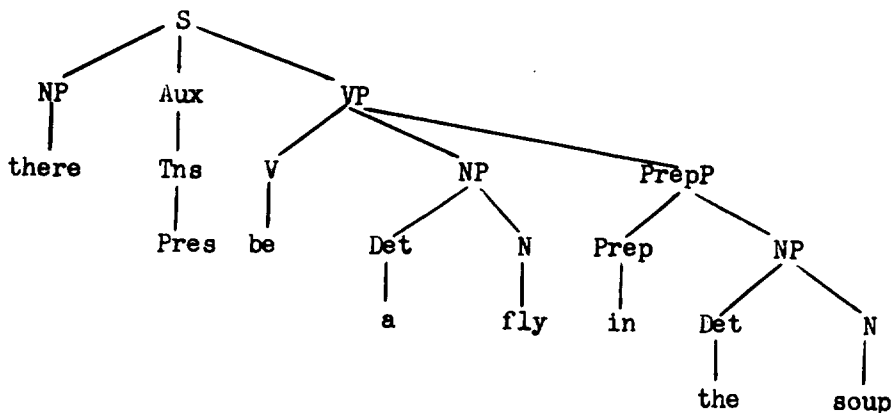 S
NP Aux VP
there Tns V NP PrepP
Pres be Det N Prep NP
a fly in Det N
the soup